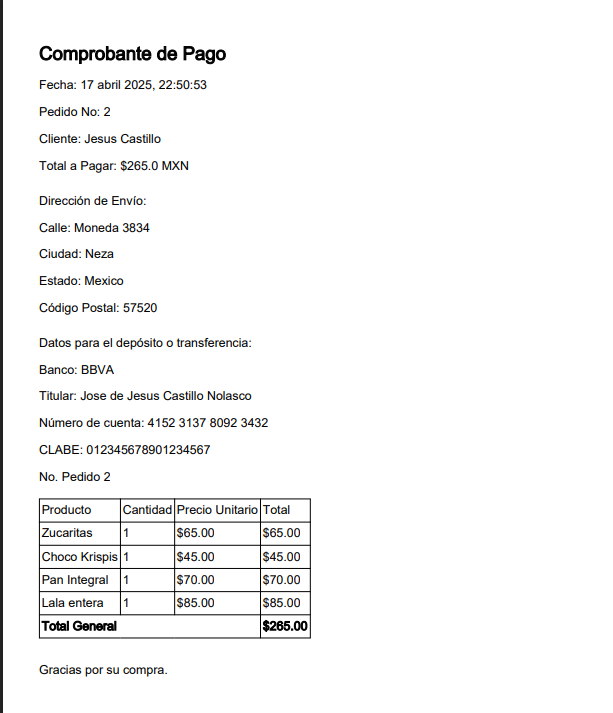 Comprobante de Pago
Fecha: 17 abril 2025, 22:50:53
Pedido No: 2
Cliente: Jesus Castillo
Total a Pagar: $265.0 MXN
Dirección de Envío:
Calle: Moneda 3834
Ciudad: Neza
Estado: Mexico
Código Postal: 57520
Datos para el depósito o transferencia:
Banco: BBVA
Titular: Jose de Jesus Castillo Nolasco
Número de cuenta: 4152 3137 8092 3432
CLABE: 012345678901234567
No. Pedido 2
Producto Cantidad Precio Unitario Total
Zucaritas 1 $65.00 $65.00
Choco Krispis 1 $45.00 $45.00
Pan Integral 1 $70.00 $70.00
Lala entera 1 $85.00 $85.00
Total General $265.00
Gracias por su compra.